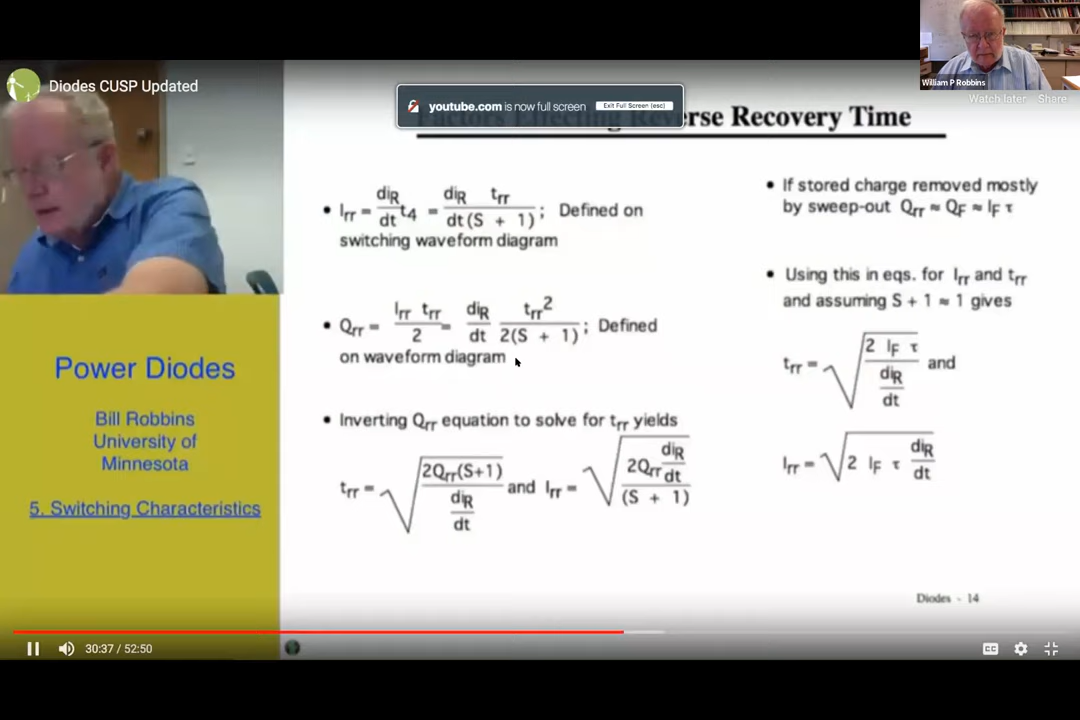 William P Robbins
Watch later Share
Diodes CUSP Updated
youtube.com is now full screen Exit Full Screen (esc)
Reverse Recovery Time
• Irr = diR/dt t4 = diR/dt trr/(S + 1) ; Defined on
switching waveform diagram
• Qrr = Irr trr/2 = diR/dt trr²/2(S + 1) ; Defined
on waveform diagram
• Inverting Qrr equation to solve for trr yields
trr = √(2Qrr(S+1)/(diR/dt)) and Irr = √(2Qrr diR/dt/(S + 1))
• If stored charge removed mostly
by sweep-out Qrr ≈ QF ≈ IF τ
• Using this in eqs. for Irr and trr
and assuming S + 1 ≈ 1 gives
trr = √(2 IF τ/(diR/dt)) and
Irr = √(2 IF τ diR/dt)
Power Diodes
Bill Robbins
University of
Minnesota
5. Switching Characteristics
Diodes - 14
30:37 / 52:50
CC